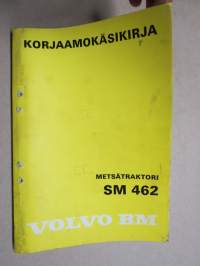 KORJAAMOKÄSIKIRJA
METSÄTRAKTORI
SM 462
VOLVO BM